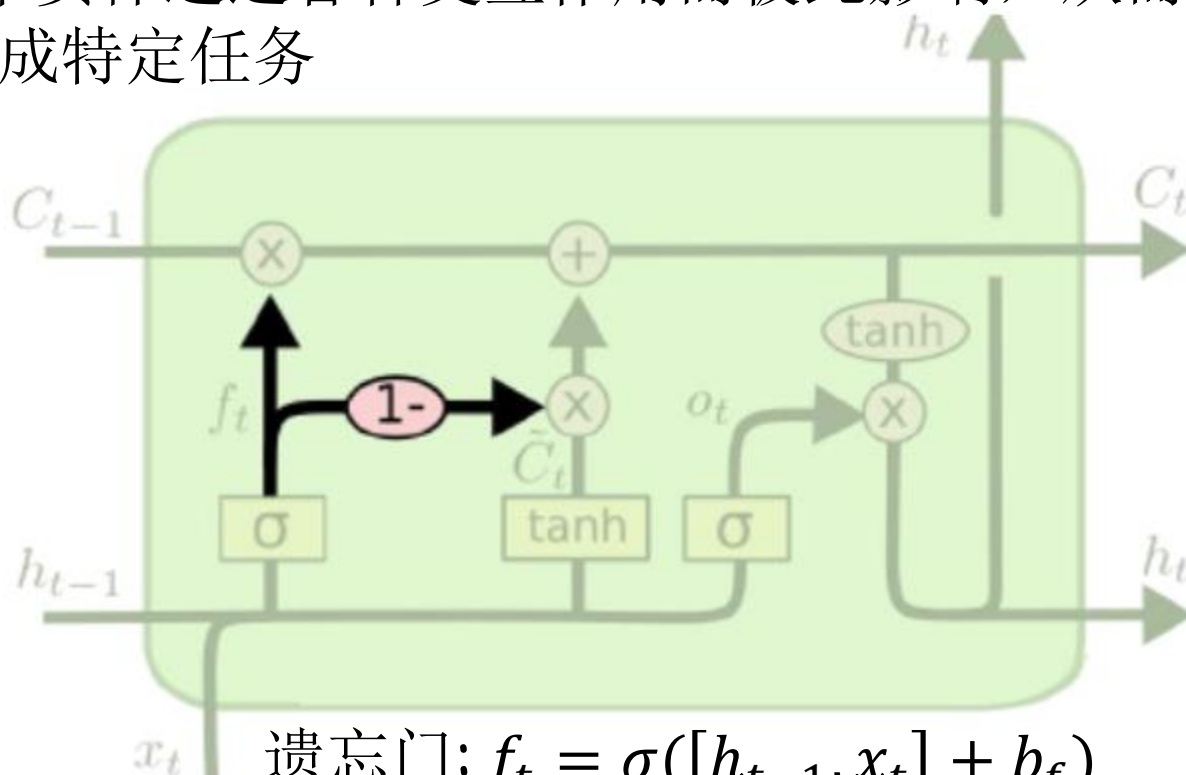 成特定任务
h_t
C_{t-1}
C_t
×
+
tanh
f_t
1-
×
o_t
×
C̃_t
σ
tanh
σ
h_{t-1}
h_t
x_t
遗忘门: f_t = σ([h_{t-1}, x_t] + b_f)